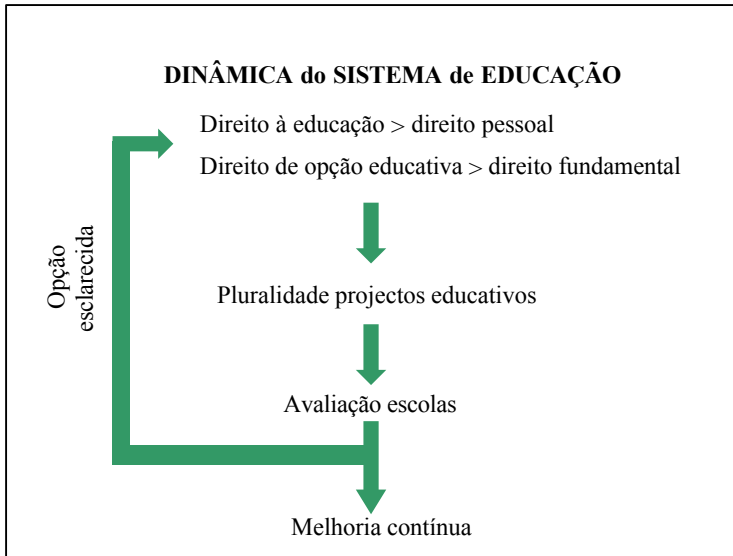 DINÂMICA do SISTEMA de EDUCAÇÃO
Direito à educação > direito pessoal
Direito de opção educativa > direito fundamental
Opção
esclarecida
Pluralidade projectos educativos
Avaliação escolas
Melhoria contínua